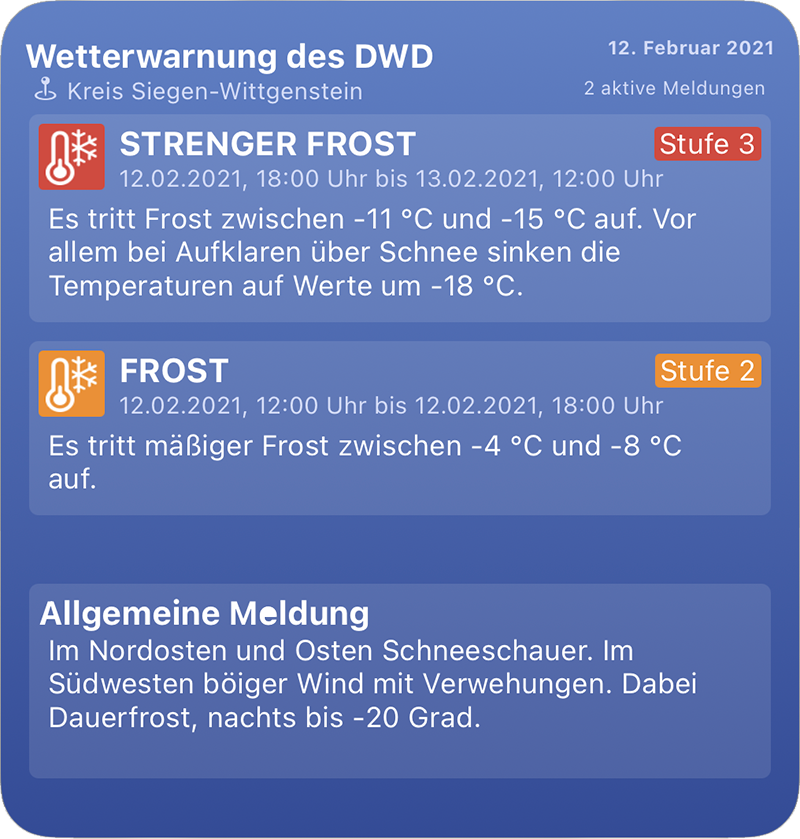 Wetterwarnung des DWD
12. Februar 2021
Kreis Siegen-Wittgenstein
2 aktive Meldungen
STRENGER FROST
Stufe 3
12.02.2021, 18:00 Uhr bis 13.02.2021, 12:00 Uhr
Es tritt Frost zwischen -11 °C und -15 °C auf. Vor
allem bei Aufklaren über Schnee sinken die
Temperaturen auf Werte um -18 °C.
FROST
Stufe 2
12.02.2021, 12:00 Uhr bis 12.02.2021, 18:00 Uhr
Es tritt mäßiger Frost zwischen -4 °C und -8 °C
auf.
Allgemeine Meldung
Im Nordosten und Osten Schneeschauer. Im
Südwesten böiger Wind mit Verwehungen. Dabei
Dauerfrost, nachts bis -20 Grad.